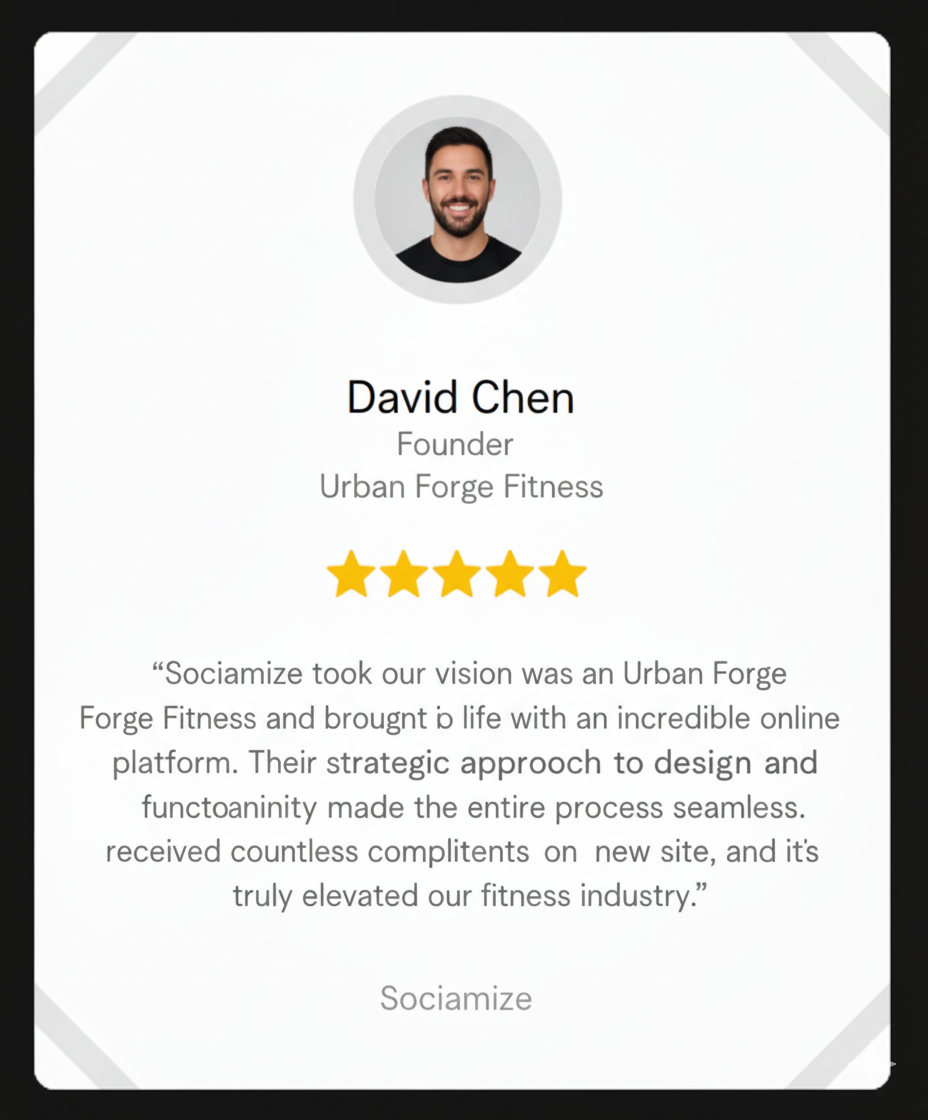 David Chen
Founder
Urban Forge Fitness
“Sociamize took our vision was an Urban Forge
Forge Fitness and brougnt io life with an incredible online
platform. Their strategic approoch to design and
functoaninity made the entire process seamless.
received countless complitents on new site, and it's
truly elevated our fitness industry.”
Sociamize